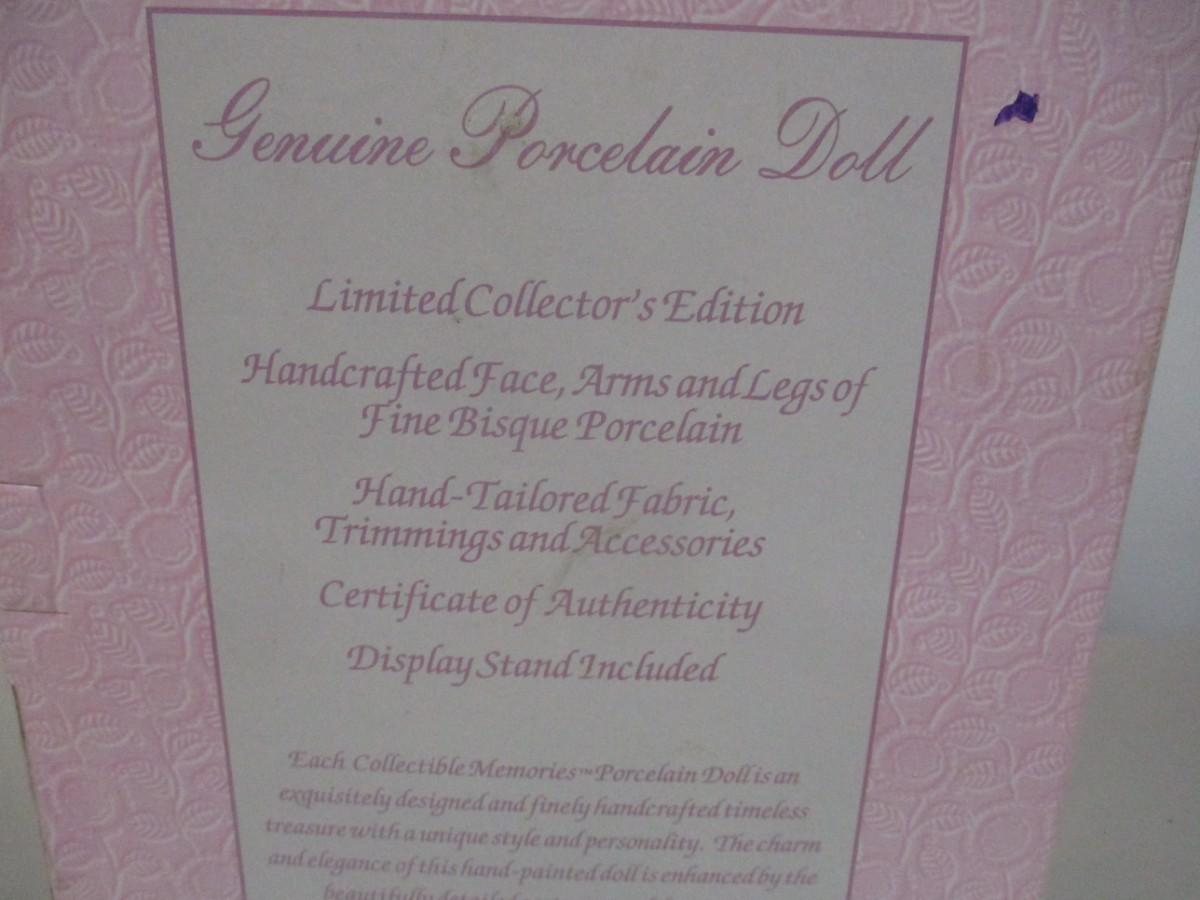 Genuine Porcelain Doll
Limited Collector's Edition
Handcrafted Face, Arms and Legs of
Fine Bisque Porcelain
Hand-Tailored Fabric,
Trimmings and Accessories
Certificate of Authenticity
Display Stand Included
Each Collectible Memories™ Porcelain Doll is an
exquisitely designed and finely handcrafted timeless
treasure with a unique style and personality. The charm
and elegance of this hand-painted doll is enhanced by the
beautifully detailed